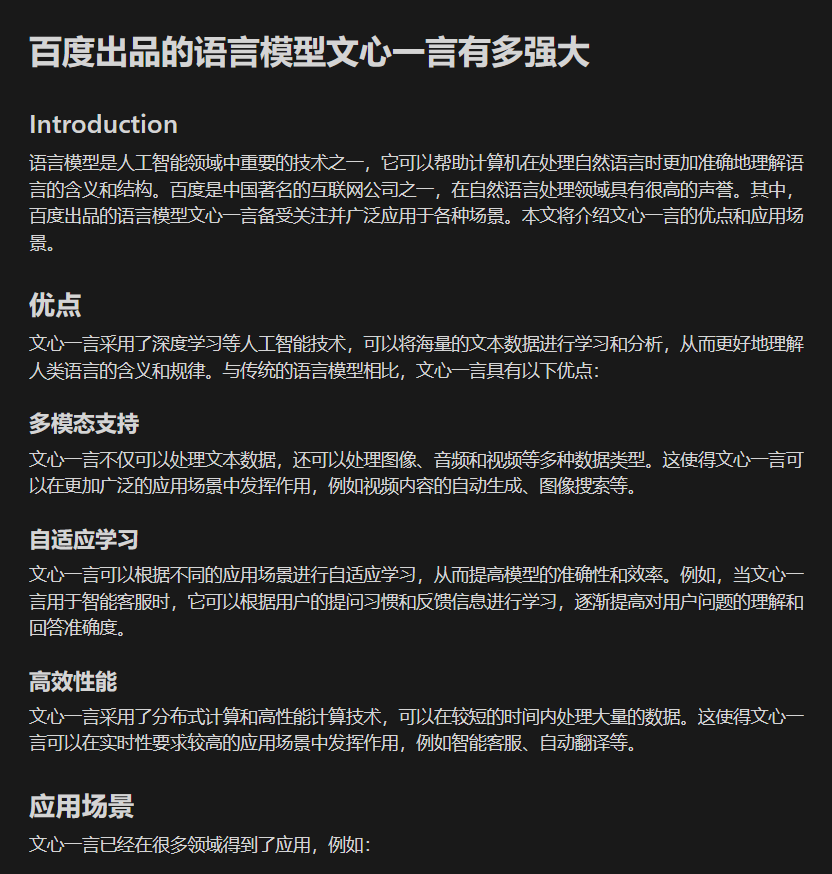 百度出品的语言模型文心一言有多强大
Introduction
语言模型是人工智能领域中重要的技术之一，它可以帮助计算机在处理自然语言时更加准确地理解语
言的含义和结构。百度是中国著名的互联网公司之一，在自然语言处理领域具有很高的声誉。其中，
百度出品的语言模型文心一言备受关注并广泛应用于各种场景。本文将介绍文心一言的优点和应用场
景。
优点
文心一言采用了深度学习等人工智能技术，可以将海量的文本数据进行学习和分析，从而更好地理解
人类语言的含义和规律。与传统的语言模型相比，文心一言具有以下优点：
多模态支持
文心一言不仅可以处理文本数据，还可以处理图像、音频和视频等多种数据类型。这使得文心一言可
以在更加广泛的应用场景中发挥作用，例如视频内容的自动生成、图像搜索等。
自适应学习
文心一言可以根据不同的应用场景进行自适应学习，从而提高模型的准确性和效率。例如，当文心一
言用于智能客服时，它可以根据用户的提问习惯和反馈信息进行学习，逐渐提高对用户问题的理解和
回答准确度。
高效性能
文心一言采用了分布式计算和高性能计算技术，可以在较短的时间内处理大量的数据。这使得文心一
言可以在实时性要求较高的应用场景中发挥作用，例如智能客服、自动翻译等。
应用场景
文心一言已经在很多领域得到了应用，例如：